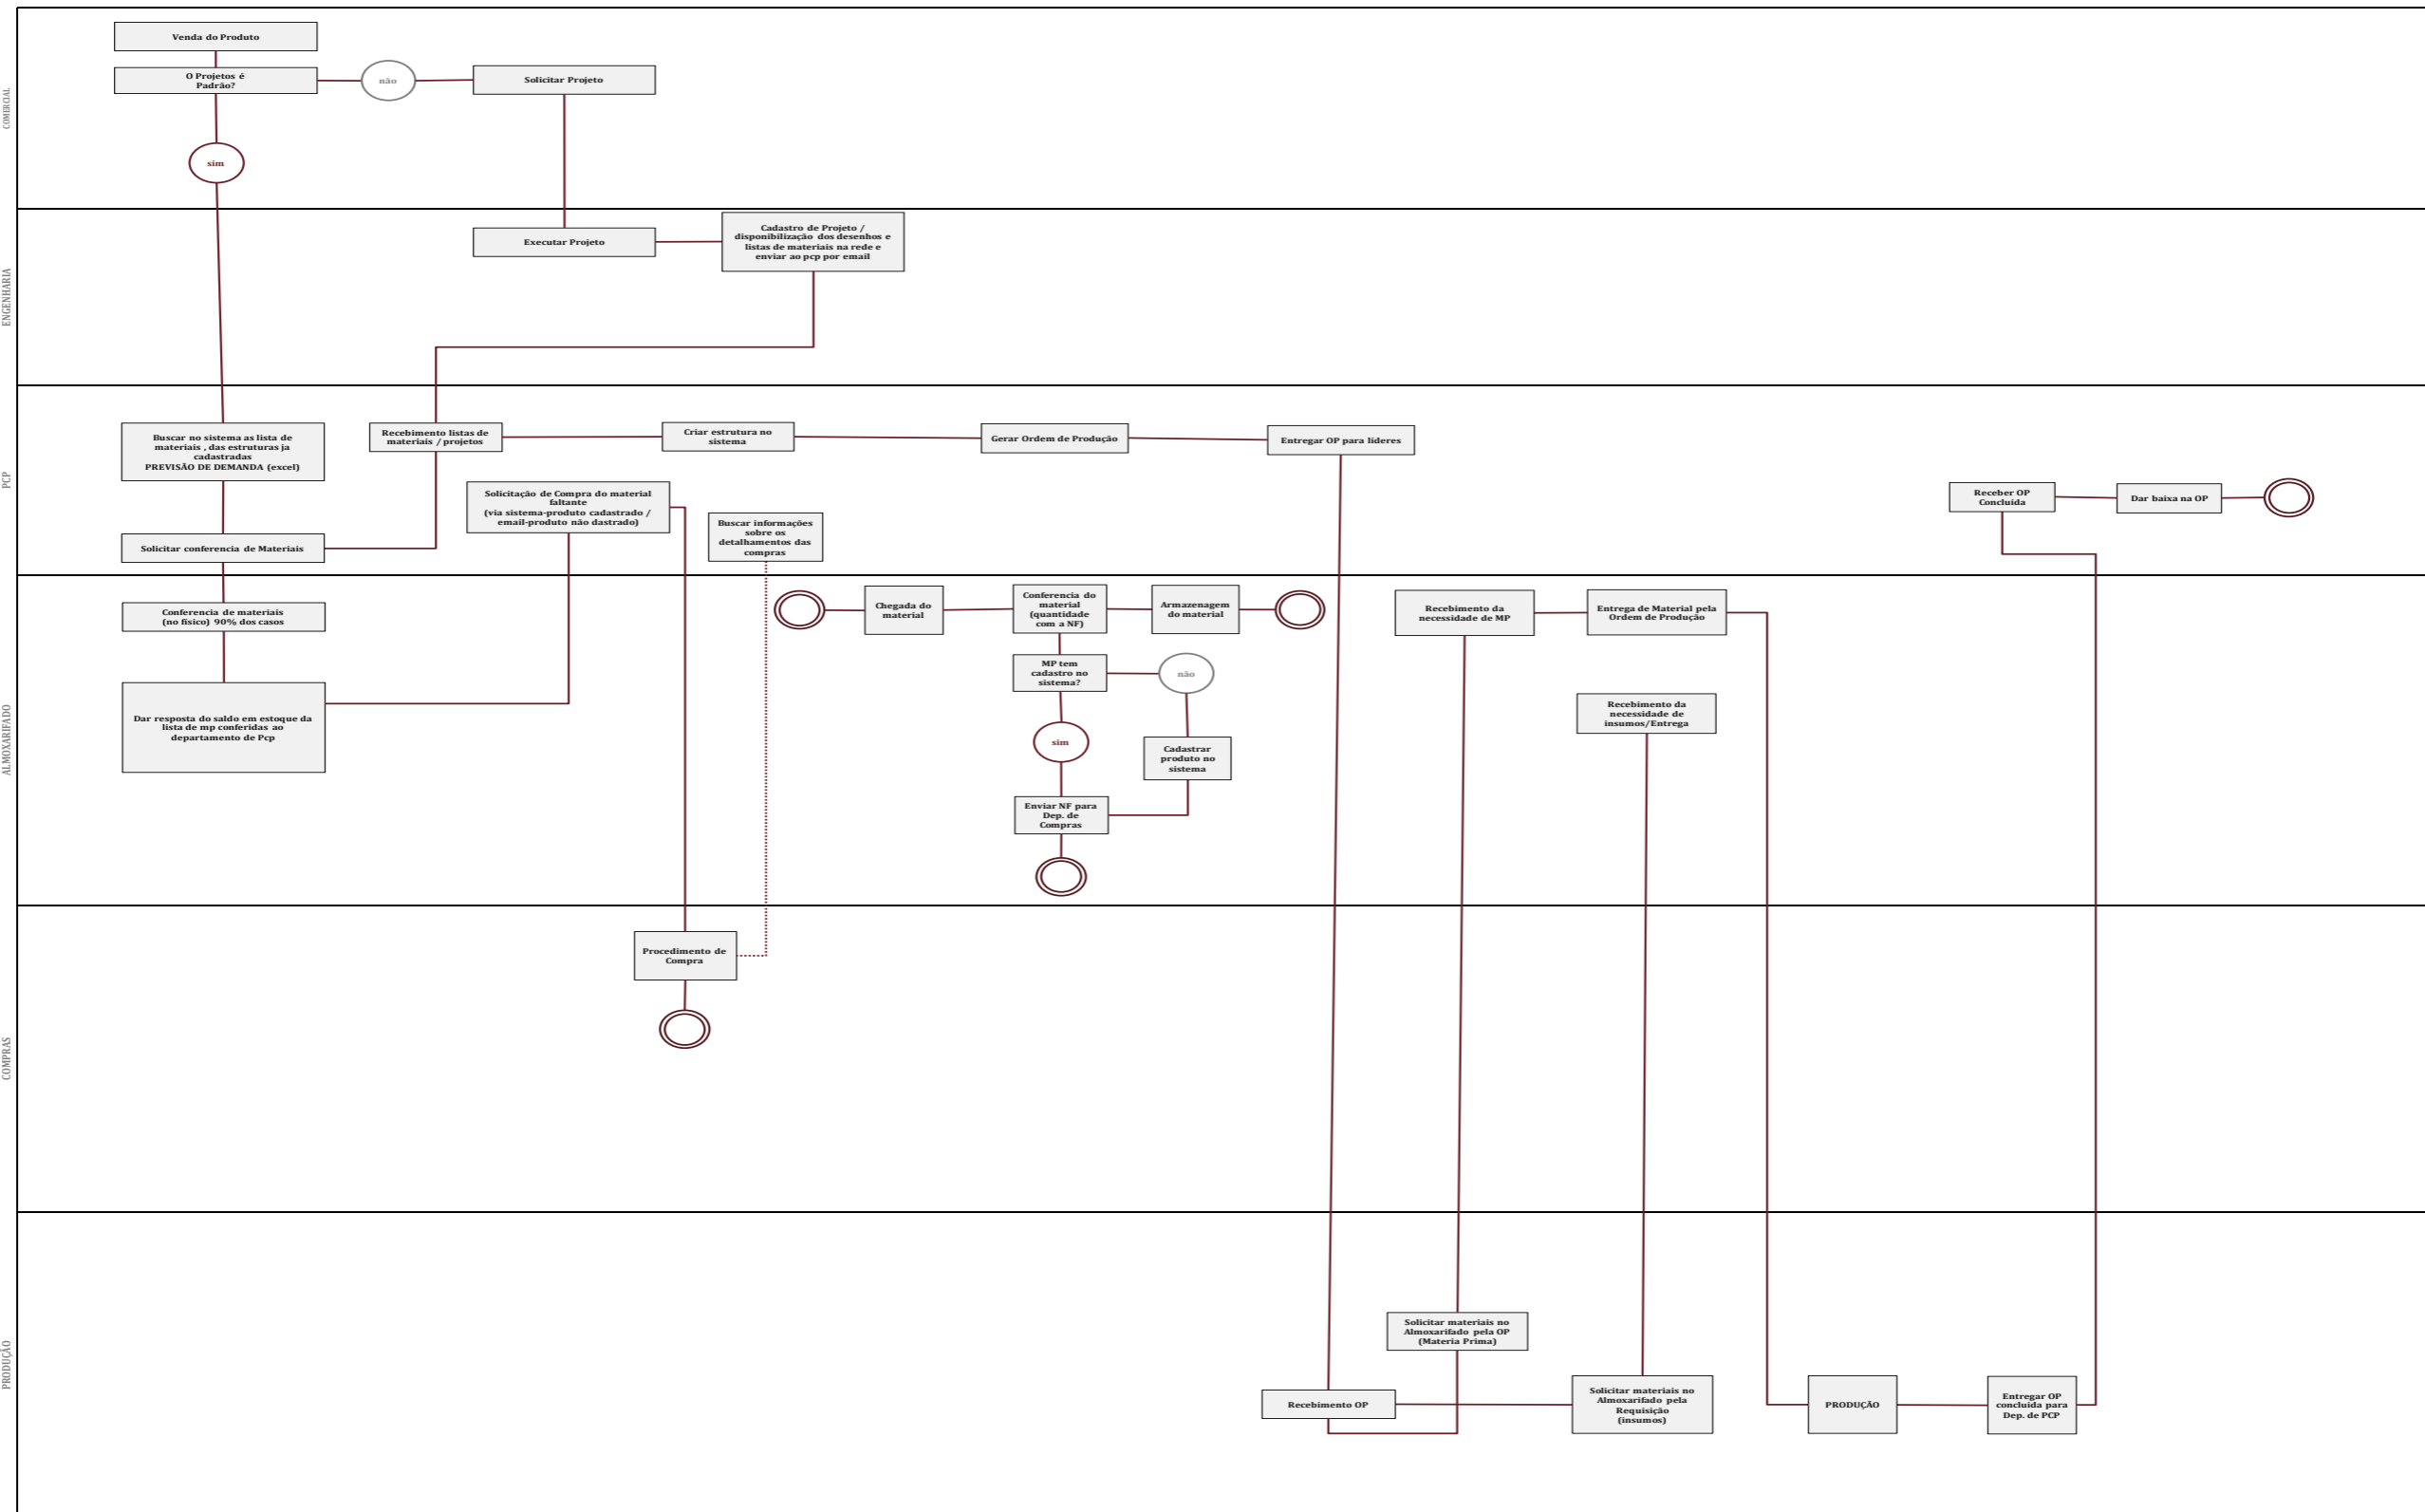 COMERCIAL
Venda do Produto
O Projetos é
Padrão?
não
Solicitar Projeto
sim
ENGENHARIA
Executar Projeto
Cadastro de Projeto /
disponibilização dos desenhos e
listas de materiais na rede e
enviar ao pcp por email
PCP
Buscar no sistema as lista de
materiais , das estruturas ja
cadastradas
PREVISÃO DE DEMANDA (excel)
Recebimento listas de
materiais / projetos
Criar estrutura no
sistema
Gerar Ordem de Produção
Entregar OP para líderes
Solicitação de Compra do material
faltante
(via sistema-produto cadastrado /
email-produto não dastrado)
Buscar informações
sobre os
detalhamentos das
compras
Solicitar conferencia de Materiais
Receber OP
Concluída
Dar baixa na OP
ALMOXARIFADO
Conferencia de materiais
(no físico) 90% dos casos
Dar resposta do saldo em estoque da
lista de mp conferidas ao
departamento de Pcp
Chegada do
material
Conferencia do
material
(quantidade
com a NF)
Armazenagem
do material
MP tem
cadastro no
sistema?
não
sim
Cadastrar
produto no
sistema
Enviar NF para
Dep. de
Compras
Recebimento da
necessidade de MP
Entrega de Material pela
Ordem de Produção
Recebimento da
necessidade de
insumos/Entrega
COMPRAS
Procedimento de
Compra
PRODUÇÃO
Solicitar materiais no
Almoxarifado pela OP
(Materia Prima)
Recebimento OP
Solicitar materiais no
Almoxarifado pela
Requisição
(insumos)
PRODUÇÃO
Entregar OP
concluída para
Dep. de PCP